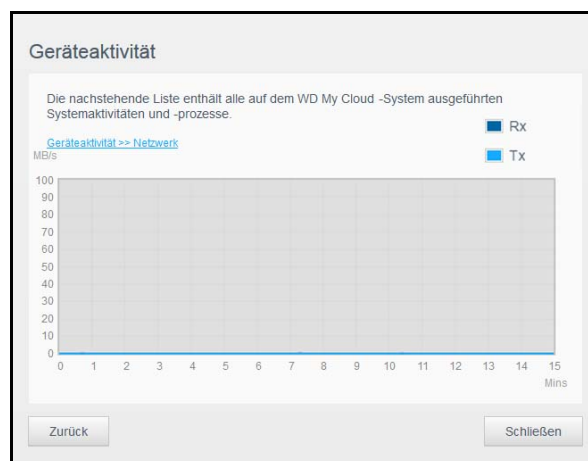 Geräteaktivität
Die nachstehende Liste enthält alle auf dem WD My Cloud -System ausgeführten
Systemaktivitäten und -prozesse.
Rx
Geräteaktivität >> Netzwerk
Tx
MB/s
100
90
80
70
60
50
40
30
20
10
0
0 1 2 3 4 5 6 7 8 9 10 11 12 13 14 15
Mins
Zurück
Schließen